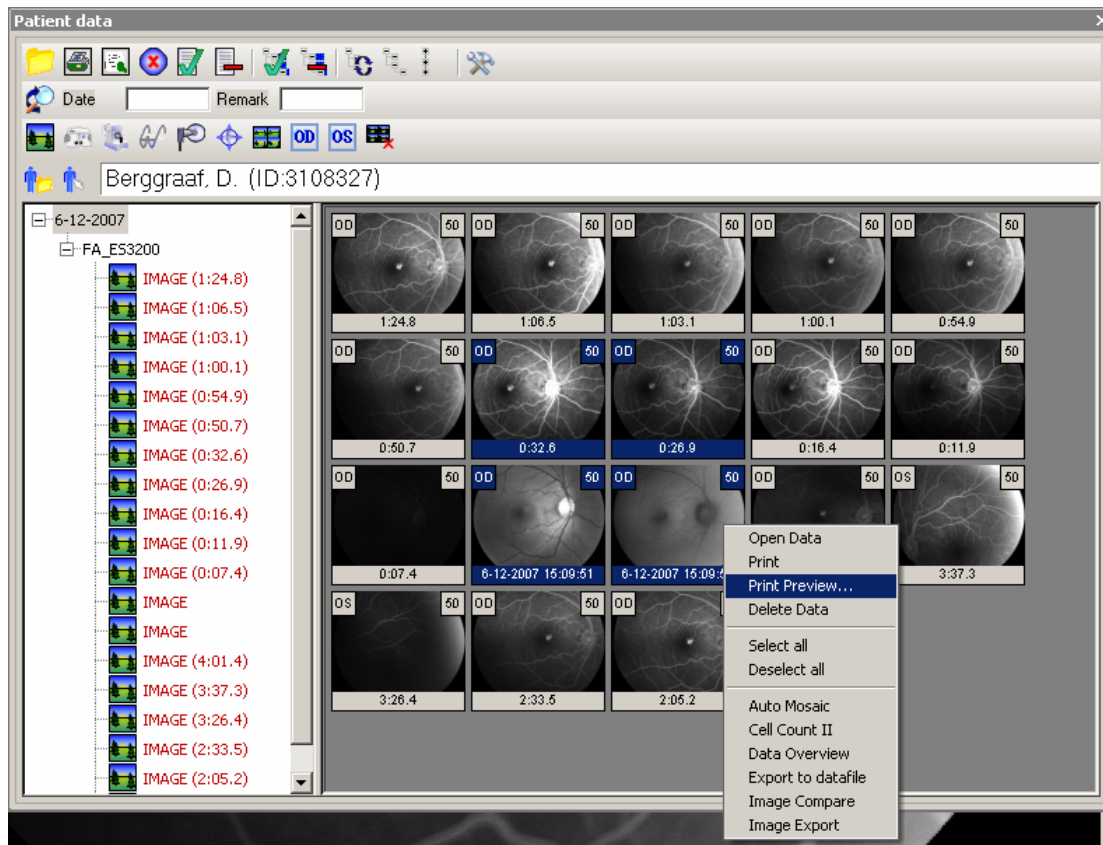 Patient data
Date Remark
OD OS
Berggraaf, D. (ID:3108327)
6-12-2007
FA_ES3200
IMAGE (1:24.8)
IMAGE (1:06.5)
IMAGE (1:03.1)
IMAGE (1:00.1)
IMAGE (0:54.9)
IMAGE (0:50.7)
IMAGE (0:32.6)
IMAGE (0:26.9)
IMAGE (0:16.4)
IMAGE (0:11.9)
IMAGE (0:07.4)
IMAGE
IMAGE
IMAGE (4:01.4)
IMAGE (3:37.3)
IMAGE (3:26.4)
IMAGE (2:33.5)
IMAGE (2:05.2)
OD 50 OD 50 OD 50 OD 50 OD 50
1:24.8 1:06.5 1:03.1 1:00.1 0:54.9
OD 50 OD 50 OD 50 OD 50 OD 50
0:50.7 0:32.6 0:26.9 0:16.4 0:11.9
OD 50 OD 50 OD 50 OD 50 OS 50
0:07.4 6-12-2007 15:09:51 6-12-2007 3:37.3
OS 50 OD 50 OD
3:26.4 2:33.5 2:05.2
Open Data
Print
Print Preview...
Delete Data
Select all
Deselect all
Auto Mosaic
Cell Count II
Data Overview
Export to datafile
Image Compare
Image Export